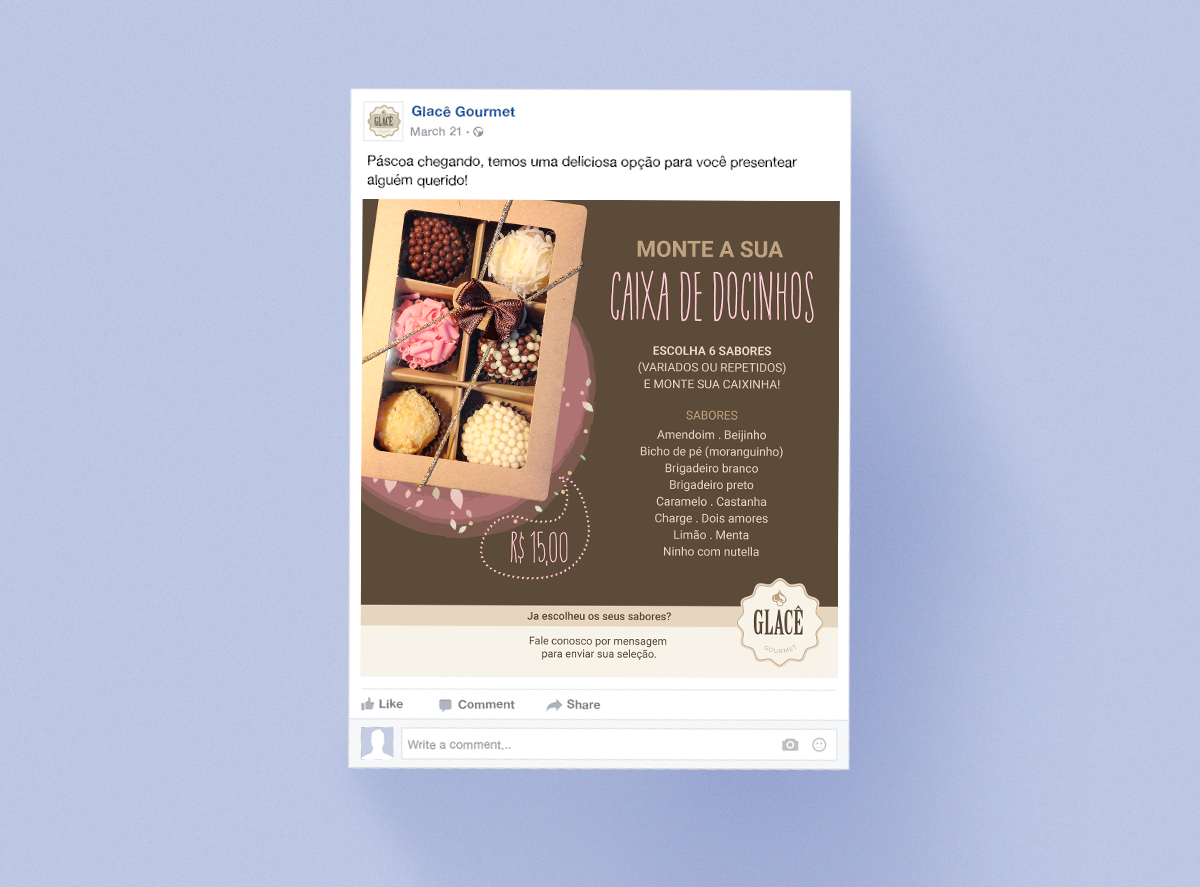 GLACÊ
Glacê Gourmet
March 21 ·
Páscoa chegando, temos uma deliciosa opção para você presentear
alguém querido!
MONTE A SUA
CAIXA DE DOCINHOS
ESCOLHA 6 SABORES
(VARIADOS OU REPETIDOS)
E MONTE SUA CAIXINHA!
SABORES
Amendoim . Beijinho
Bicho de pé (moranguinho)
Brigadeiro branco
Brigadeiro preto
Caramelo . Castanha
Charge . Dois amores
Limão . Menta
Ninho com nutella
R$ 15,00
Ja escolheu os seus sabores?
Fale conosco por mensagem
para enviar sua seleção.
GLACÊ
GOURMET
Like
Comment
Share
Write a comment...